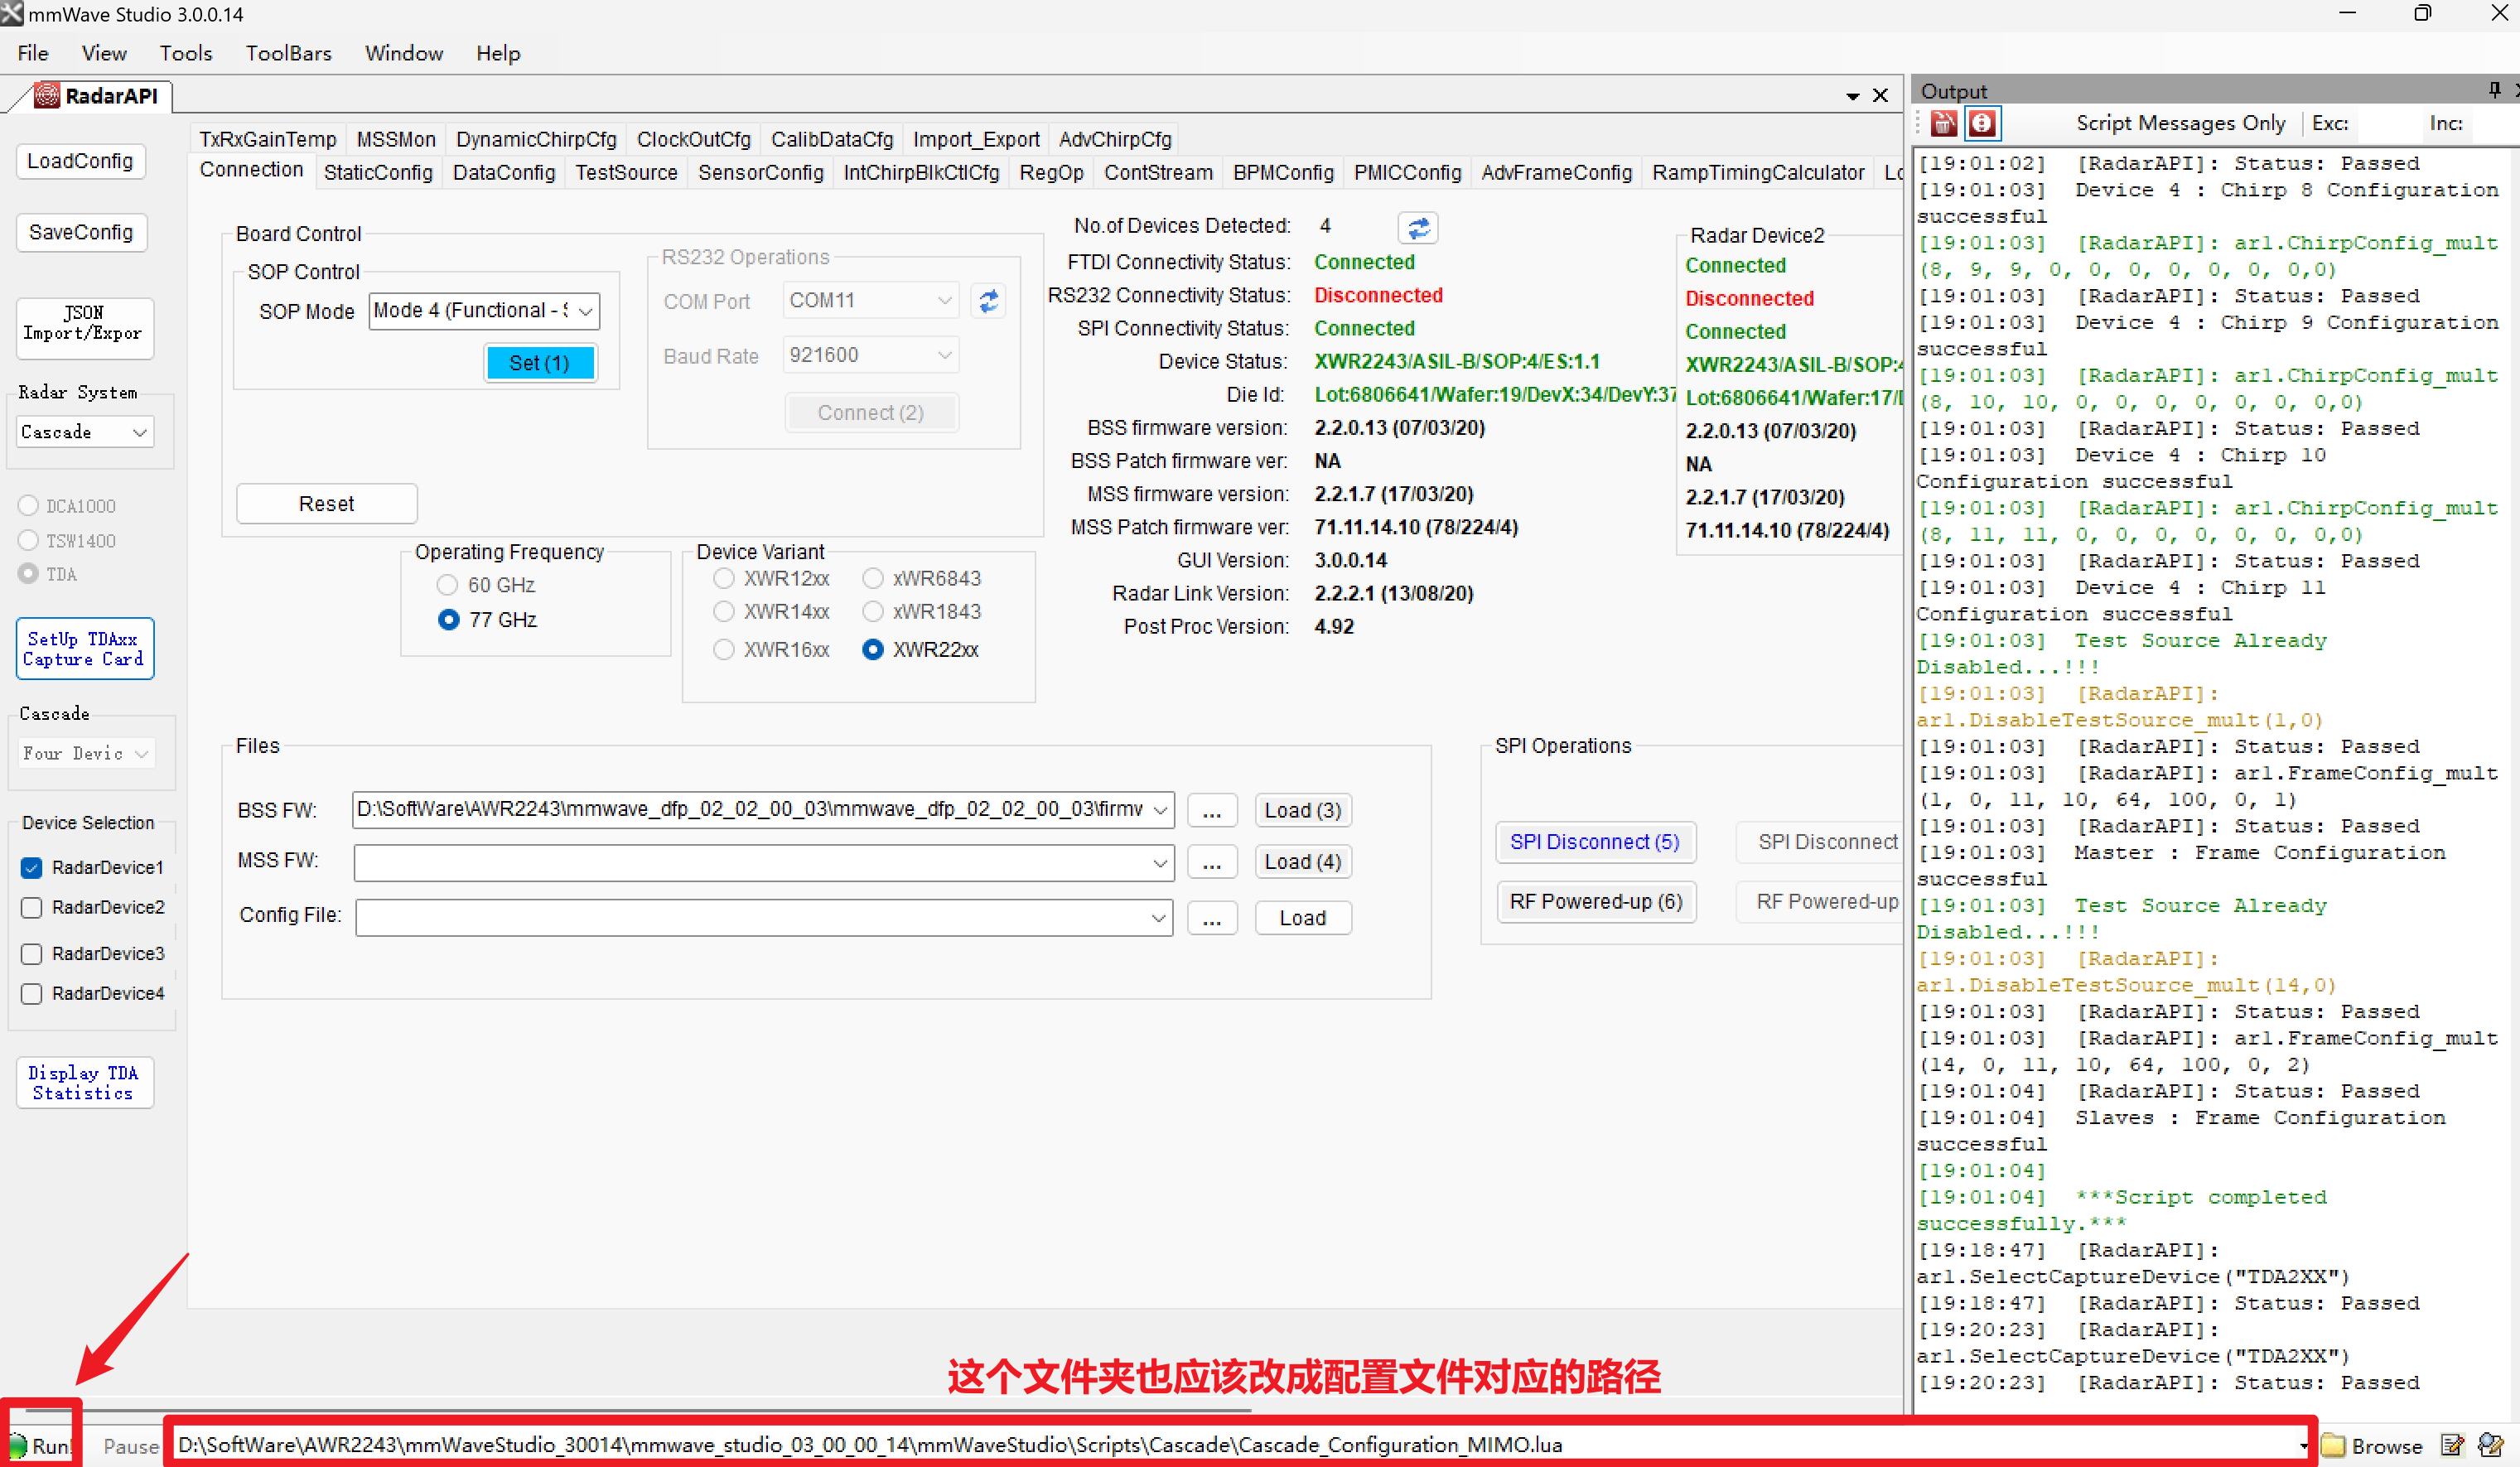 mmWave Studio 3.0.0.14
File View Tools ToolBars Window Help
RadarAPI
LoadConfig
SaveConfig
JSON
Import/Expor
Radar System
Cascade
DCA1000
TSW1400
TDA
SetUp TDAxx
Capture Card
Cascade
Four Devic
Device Selection
RadarDevice1
RadarDevice2
RadarDevice3
RadarDevice4
Display TDA
Statistics
TxRxGainTemp MSSMon DynamicChirpCfg ClockOutCfg CalibDataCfg Import_Export AdvChirpCfg
Connection StaticConfig DataConfig TestSource SensorConfig IntChirpBlkCtlCfg RegOp ContStream BPMConfig PMICConfig AdvFrameConfig RampTimingCalculator Lo
Board Control
SOP Control
SOP Mode Mode 4 (Functional - S
Set (1)
Reset
RS232 Operations
COM Port COM11
Baud Rate 921600
Connect (2)
Operating Frequency
60 GHz
77 GHz
Device Variant
XWR12xx xWR6843
XWR14xx xWR1843
XWR16xx XWR22xx
No.of Devices Detected: 4
FTDI Connectivity Status: Connected
RS232 Connectivity Status: Disconnected
SPI Connectivity Status: Connected
Device Status: XWR2243/ASIL-B/SOP:4/ES:1.1
Die Id: Lot:6806641/Wafer:19/DevX:34/DevY:37
BSS firmware version: 2.2.0.13 (07/03/20)
BSS Patch firmware ver: NA
MSS firmware version: 2.2.1.7 (17/03/20)
MSS Patch firmware ver: 71.11.14.10 (78/224/4)
GUI Version: 3.0.0.14
Radar Link Version: 2.2.2.1 (13/08/20)
Post Proc Version: 4.92
Radar Device2
Connected
Disconnected
Connected
XWR2243/ASIL-B/SOP:4
Lot:6806641/Wafer:17/D
2.2.0.13 (07/03/20)
NA
2.2.1.7 (17/03/20)
71.11.14.10 (78/224/4)
Files
BSS FW: D:\SoftWare\AWR2243\mmwave_dfp_02_02_00_03\mmwave_dfp_02_02_00_03\firmw ... Load (3)
MSS FW: ... Load (4)
Config File: ... Load
SPI Operations
SPI Disconnect (5) SPI Disconnect
RF Powered-up (6) RF Powered-up
Output
Script Messages Only Exc: Inc:
[19:01:02] [RadarAPI]: Status: Passed
[19:01:03] Device 4 : Chirp 8 Configuration
successful
[19:01:03] [RadarAPI]: ar1.ChirpConfig_mult
(8, 9, 9, 0, 0, 0, 0, 0, 0, 0,0)
[19:01:03] [RadarAPI]: Status: Passed
[19:01:03] Device 4 : Chirp 9 Configuration
successful
[19:01:03] [RadarAPI]: ar1.ChirpConfig_mult
(8, 10, 10, 0, 0, 0, 0, 0, 0, 0,0)
[19:01:03] [RadarAPI]: Status: Passed
[19:01:03] Device 4 : Chirp 10
Configuration successful
[19:01:03] [RadarAPI]: ar1.ChirpConfig_mult
(8, 11, 11, 0, 0, 0, 0, 0, 0, 0,0)
[19:01:03] [RadarAPI]: Status: Passed
[19:01:03] Device 4 : Chirp 11
Configuration successful
[19:01:03] Test Source Already
Disabled...!!!
[19:01:03] [RadarAPI]:
ar1.DisableTestSource_mult(1,0)
[19:01:03] [RadarAPI]: Status: Passed
[19:01:03] [RadarAPI]: ar1.FrameConfig_mult
(1, 0, 11, 10, 64, 100, 0, 1)
[19:01:03] [RadarAPI]: Status: Passed
[19:01:03] Master : Frame Configuration
successful
[19:01:03] Test Source Already
Disabled...!!!
[19:01:03] [RadarAPI]:
ar1.DisableTestSource_mult(14,0)
[19:01:03] [RadarAPI]: Status: Passed
[19:01:03] [RadarAPI]: ar1.FrameConfig_mult
(14, 0, 11, 10, 64, 100, 0, 2)
[19:01:04] [RadarAPI]: Status: Passed
[19:01:04] Slaves : Frame Configuration
successful
[19:01:04]
[19:01:04] ***Script completed
successfully.***
[19:18:47] [RadarAPI]:
ar1.SelectCaptureDevice("TDA2XX")
[19:18:47] [RadarAPI]: Status: Passed
[19:20:23] [RadarAPI]:
ar1.SelectCaptureDevice("TDA2XX")
[19:20:23] [RadarAPI]: Status: Passed
这个文件夹也应该改成配置文件对应的路径
Run! Pause D:\SoftWare\AWR2243\mmWaveStudio_30014\mmwave_studio_03_00_00_14\mmWaveStudio\Scripts\Cascade\Cascade_Configuration_MIMO.lua Browse